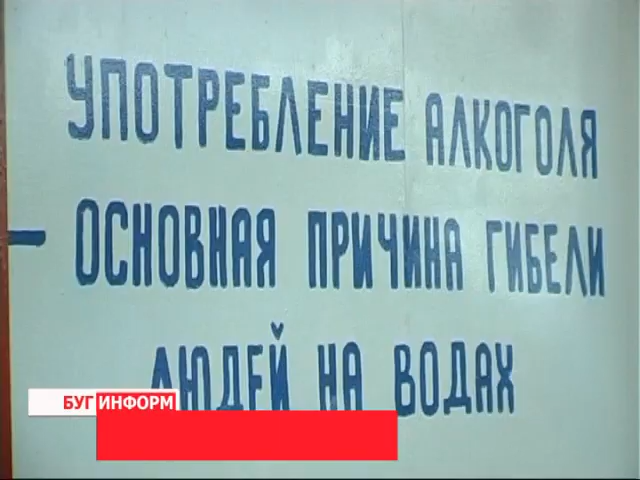 УПОТРЕБЛЕНИЕ АЛКОГОЛЯ
— ОСНОВНАЯ ПРИЧИНА ГИБЕЛИ
ЛЮДЕЙ НА ВОДАХ
БУГ ИНФОРМ